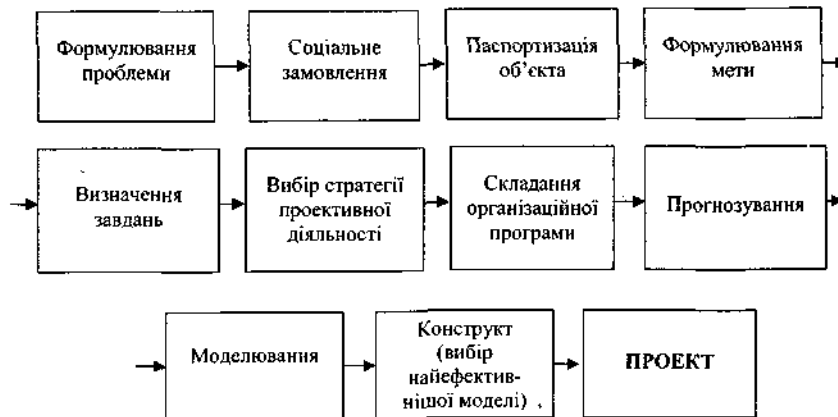 Формулювання
проблеми
Соціальне
замовлення
Паспортизація
об’єкта
Формулювання
мети
Визначення
завдань
Вибір стратегії
проективної
діяльності
Складання
організаційної
програми
Прогнозування
Моделювання
Конструкт
(вибір
найефектив-
нішої моделі)
ПРОЕКТ